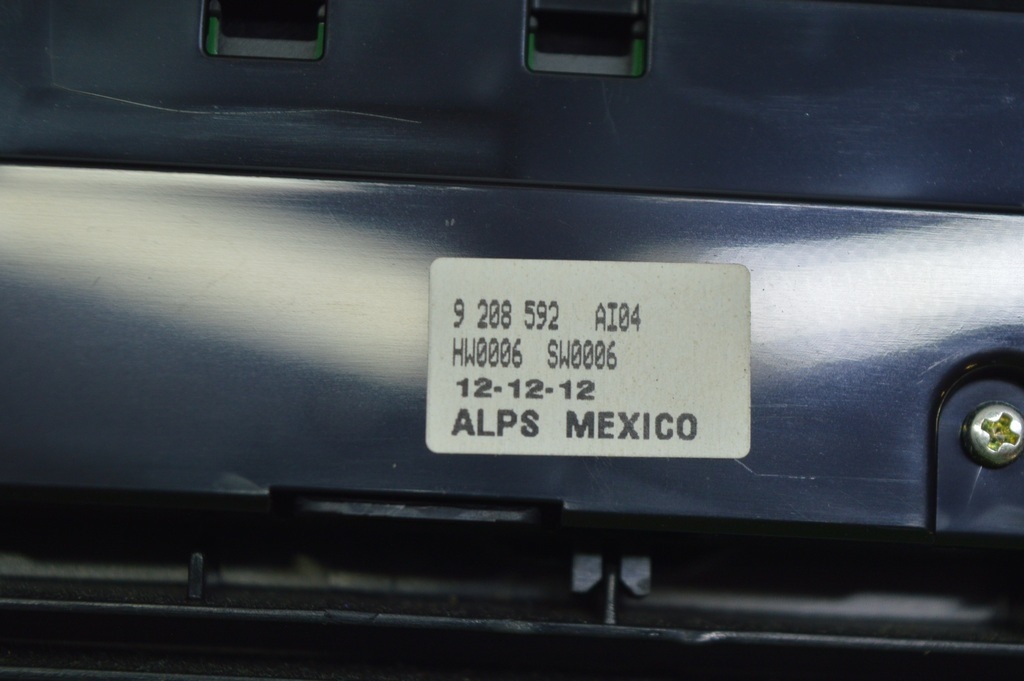 9 208 592 AI04
HW0006 SW0006
12-12-12
ALPS MEXICO